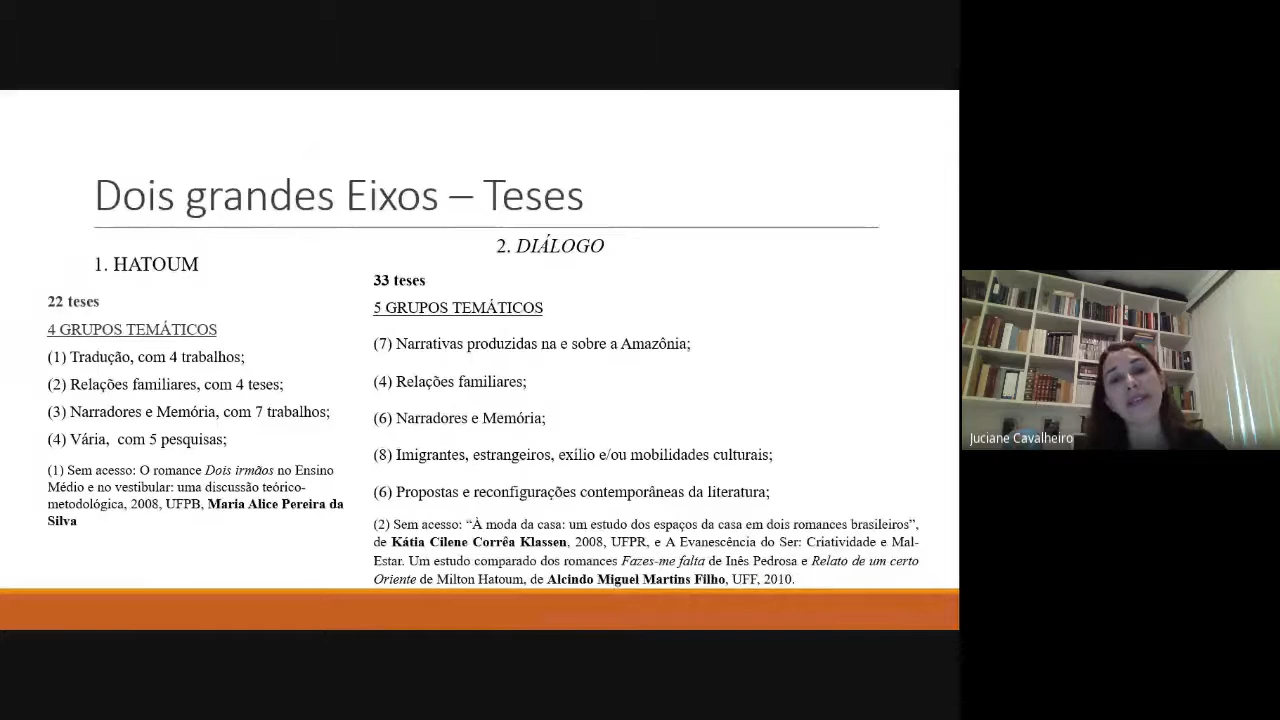 Dois grandes Eixos – Teses
1. HATOUM
22 teses
4 GRUPOS TEMÁTICOS
(1) Tradução, com 4 trabalhos;
(2) Relações familiares, com 4 teses;
(3) Narradores e Memória, com 7 trabalhos;
(4) Vária,  com 5 pesquisas;
(1) Sem acesso: O romance Dois irmãos no Ensino
Médio e no vestibular: uma discussão teórico-
metodológica, 2008, UFPB, Maria Alice Pereira da
Silva
2. DIÁLOGO
33 teses
5 GRUPOS TEMÁTICOS
(7) Narrativas produzidas na e sobre a Amazônia;
(4) Relações familiares;
(6) Narradores e Memória;
(8) Imigrantes, estrangeiros, exílio e/ou mobilidades culturais;
(6) Propostas e reconfigurações contemporâneas da literatura;
(2) Sem acesso: “À moda da casa: um estudo dos espaços da casa em dois romances brasileiros”,
de Kátia Cilene Corrêa Klassen, 2008, UFPR, e A Evanescência do Ser: Criatividade e Mal-
Estar. Um estudo comparado dos romances Fazes-me falta de Inês Pedrosa e Relato de um certo
Oriente de Milton Hatoum, de Alcindo Miguel Martins Filho, UFF, 2010.
Juciane Cavalheiro